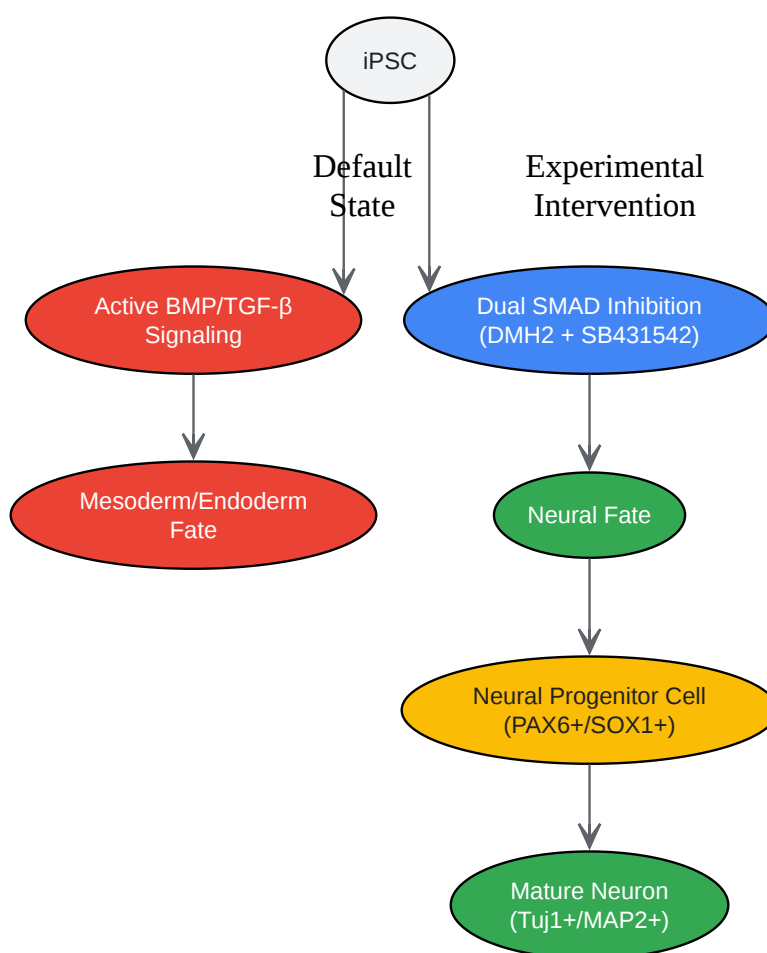 iPSC
Default
State
Experimental
Intervention
Active BMP/TGF-β
Signaling
Dual SMAD Inhibition
(DMH2 + SB431542)
Mesoderm/Endoderm
Fate
Neural Fate
Neural Progenitor Cell
(PAX6+/SOX1+)
Mature Neuron
(Tuj1+/MAP2+)